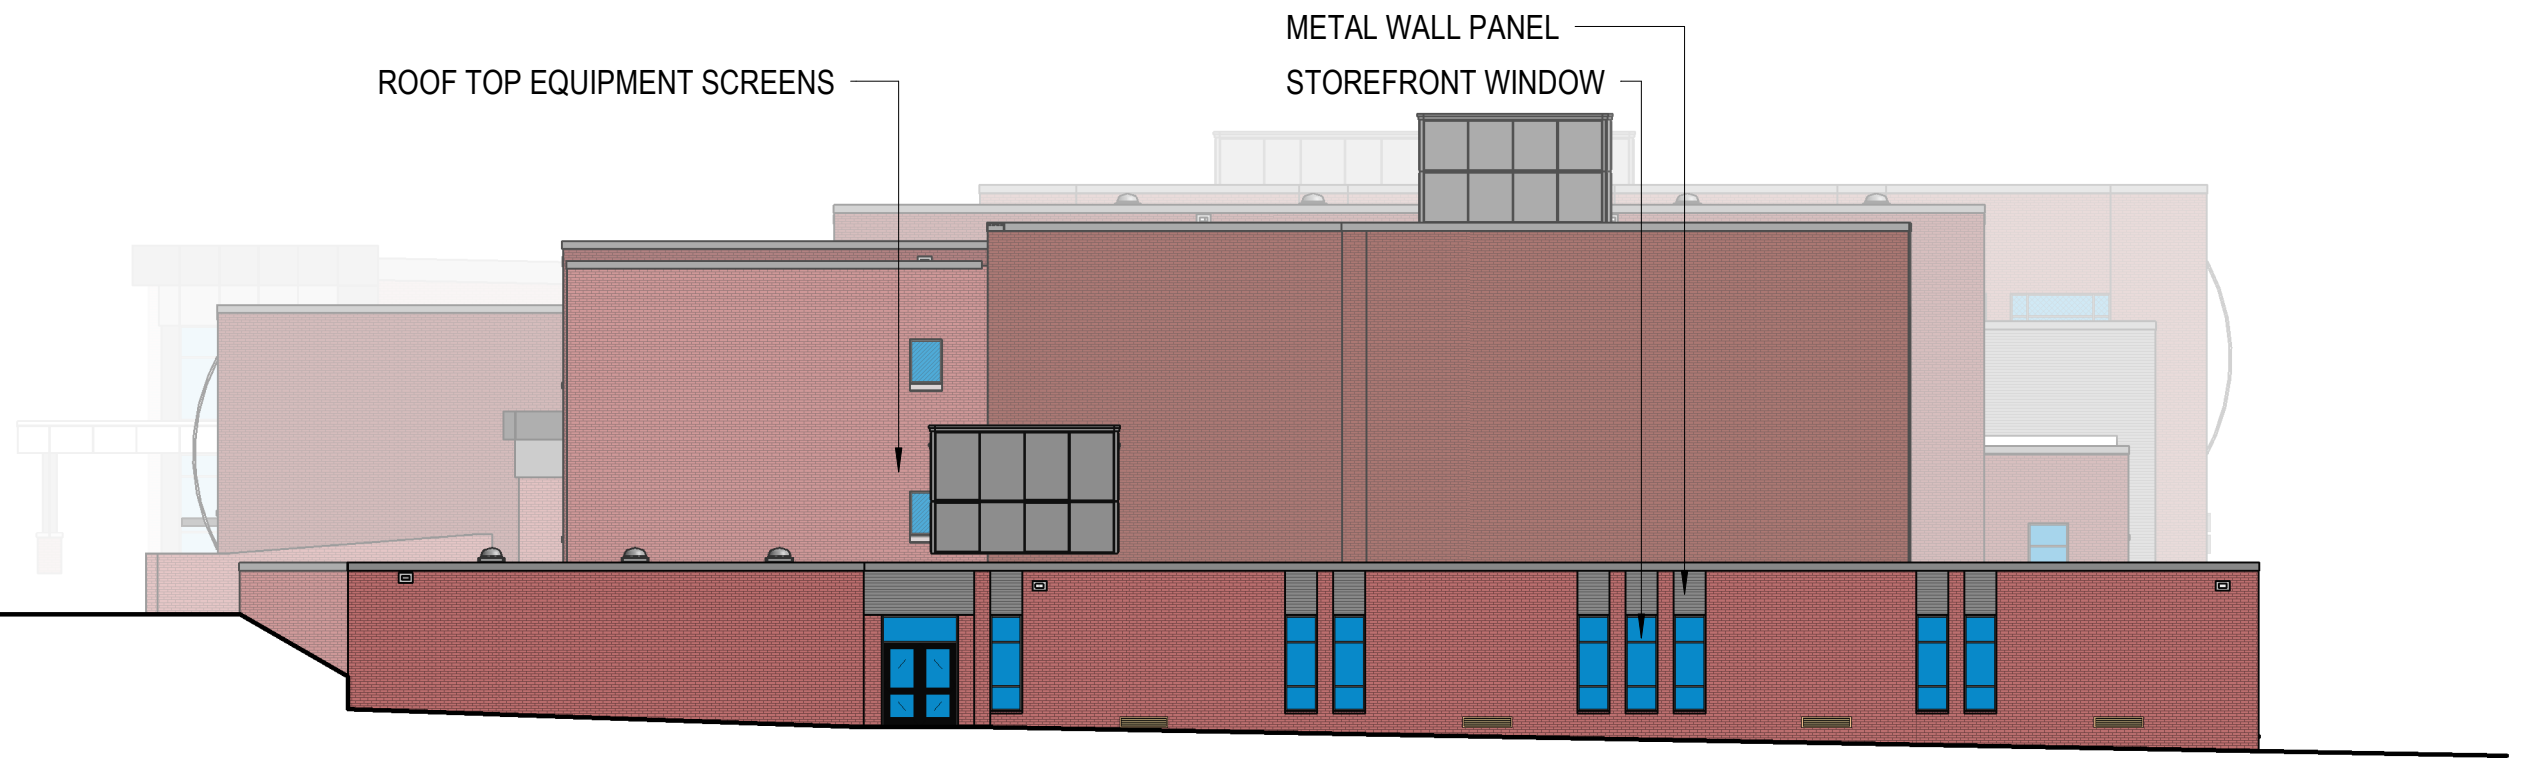 METAL WALL PANEL
ROOF TOP EQUIPMENT SCREENS
STOREFRONT WINDOW